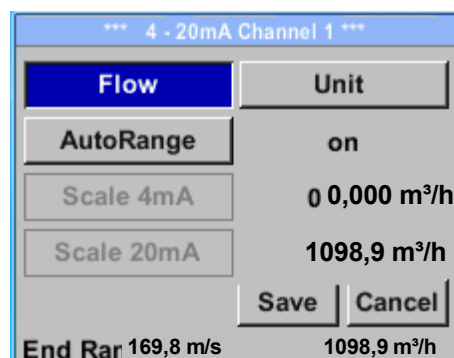 *** 4 - 20mA Channel 1 ***
Flow Unit
AutoRange on
Scale 4mA 0 0,000 m³/h
Scale 20mA 1098,9 m³/h
Save Cancel
End Ran 169,8 m/s 1098,9 m³/h